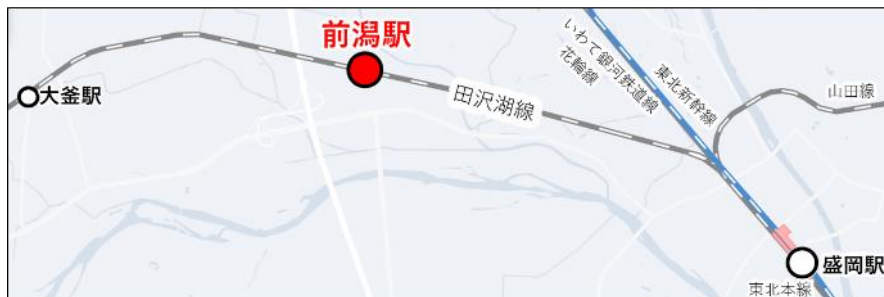 前潟駅
大釜駅
田沢湖線
いわて銀河鉄道線
花輪線
東北新幹線
山田線
盛岡駅
東北本線